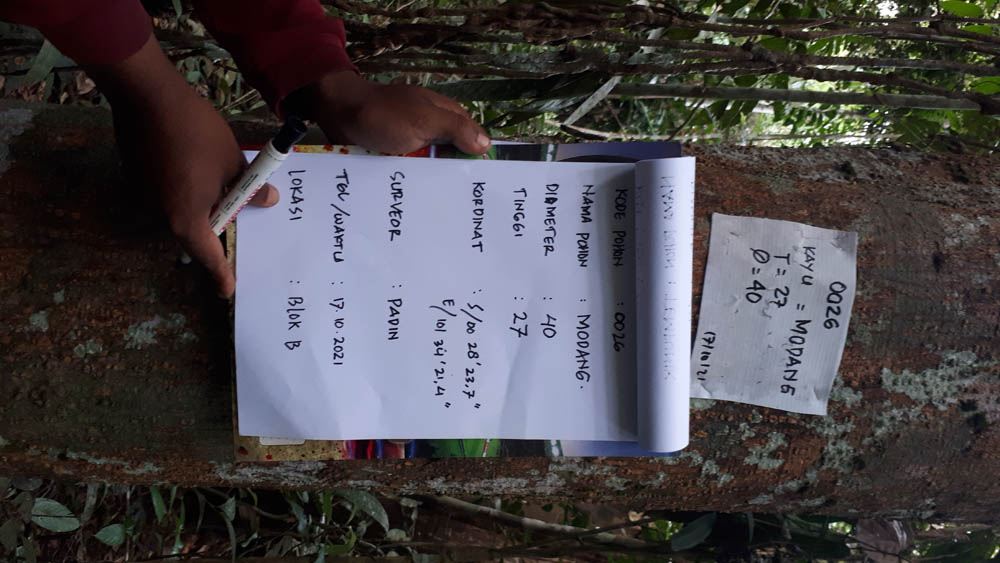 0026
KAYU = MODANG
T = 27
Ø = 40
17/10/21
KODE POHON : 0026
NAMA POHON : MODANG.
DIAMETER : 40
TINGGI : 27
KORDINAT : S/00 28'23,7"
E/101 34'21,4"
SURVEOR : PADIN
TGL/WAKTU : 17.10.2021
LOKASI : BLOK B